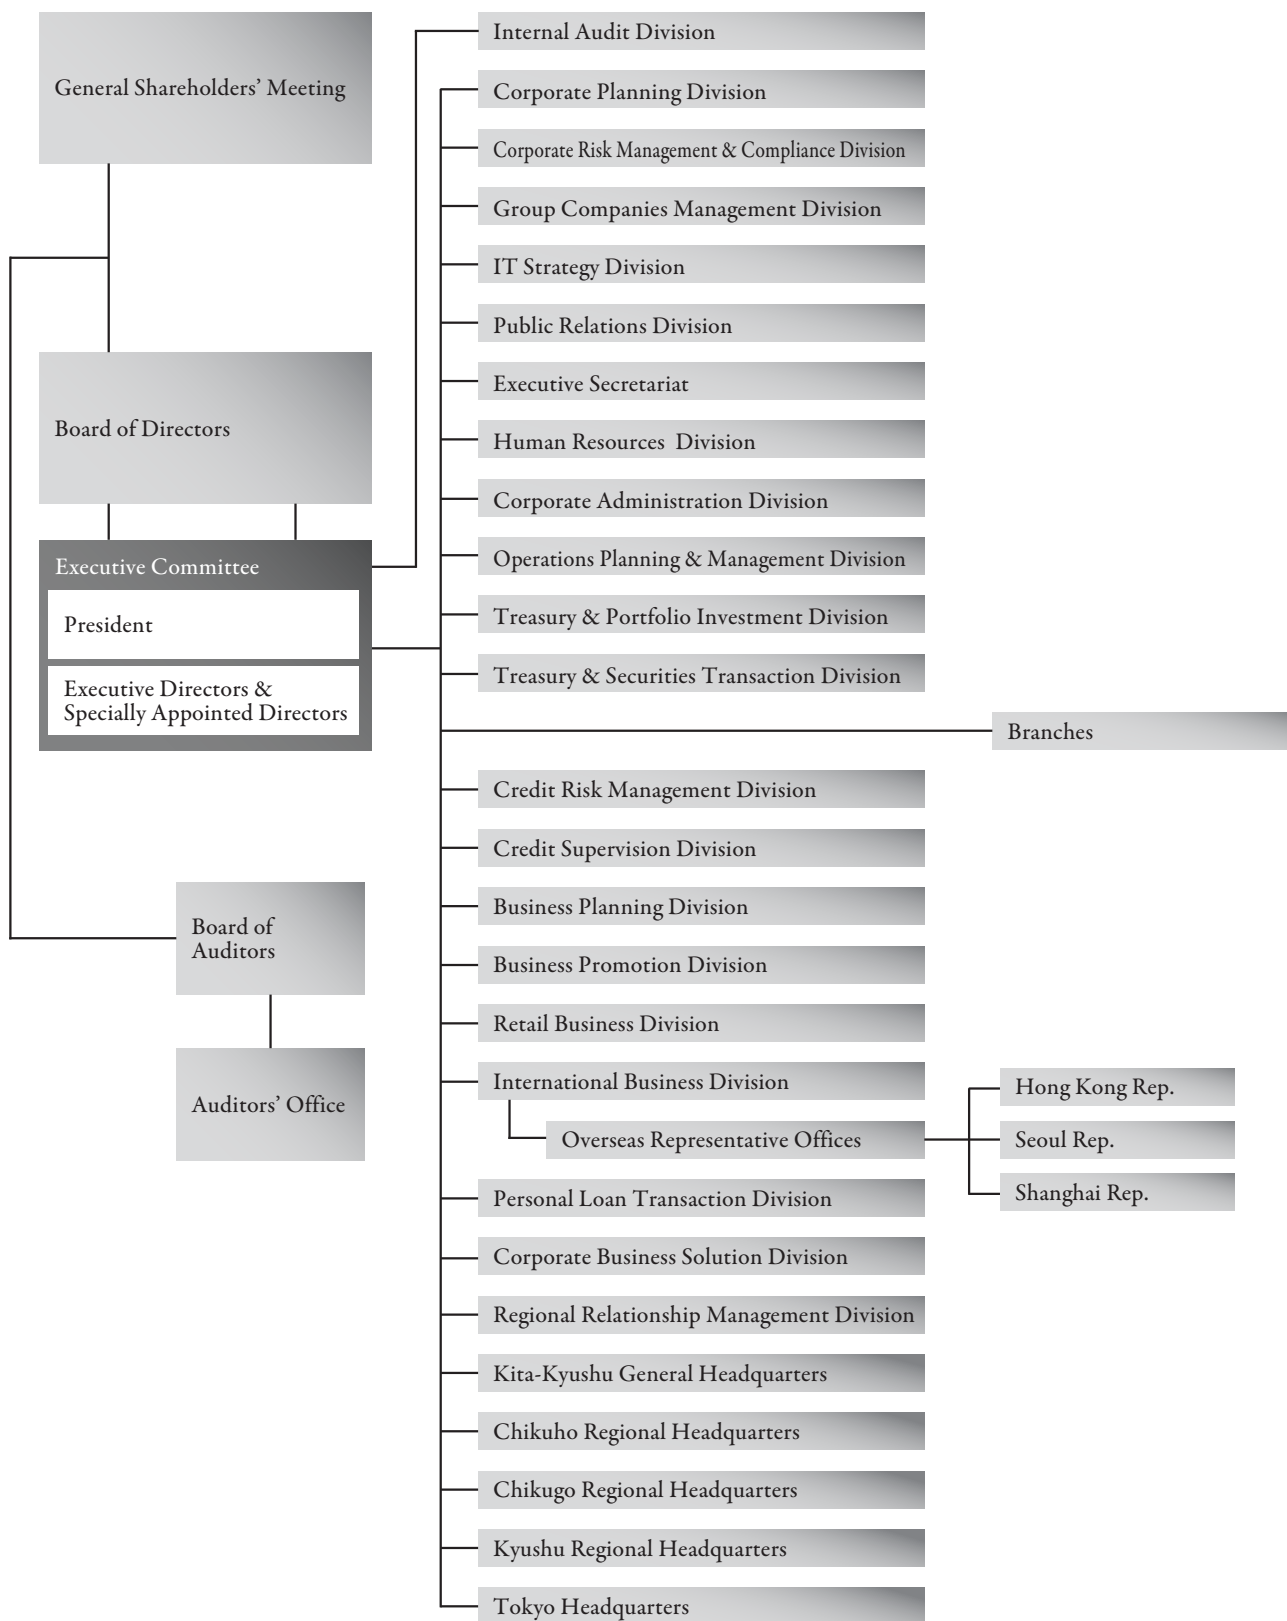 General Shareholders’ Meeting
Board of Directors
Executive Committee
President
Executive Directors &
Specially Appointed Directors
Board of
Auditors
Auditors’ Office
Internal Audit Division
Corporate Planning Division
Corporate Risk Management & Compliance Division
Group Companies Management Division
IT Strategy Division
Public Relations Division
Executive Secretariat
Human Resources Division
Corporate Administration Division
Operations Planning & Management Division
Treasury & Portfolio Investment Division
Treasury & Securities Transaction Division
Branches
Credit Risk Management Division
Credit Supervision Division
Business Planning Division
Business Promotion Division
Retail Business Division
International Business Division
Overseas Representative Offices
Hong Kong Rep.
Seoul Rep.
Shanghai Rep.
Personal Loan Transaction Division
Corporate Business Solution Division
Regional Relationship Management Division
Kita-Kyushu General Headquarters
Chikuho Regional Headquarters
Chikugo Regional Headquarters
Kyushu Regional Headquarters
Tokyo Headquarters